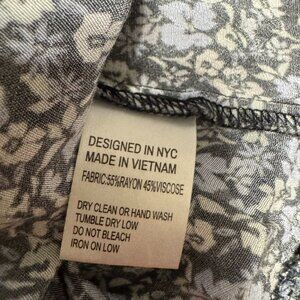 DESIGNED IN NYC
MADE IN VIETNAM
FABRIC:55%RAYON 45%VISCOSE
DRY CLEAN OR HAND WASH
TUMBLE DRY LOW
DO NOT BLEACH
IRON ON LOW